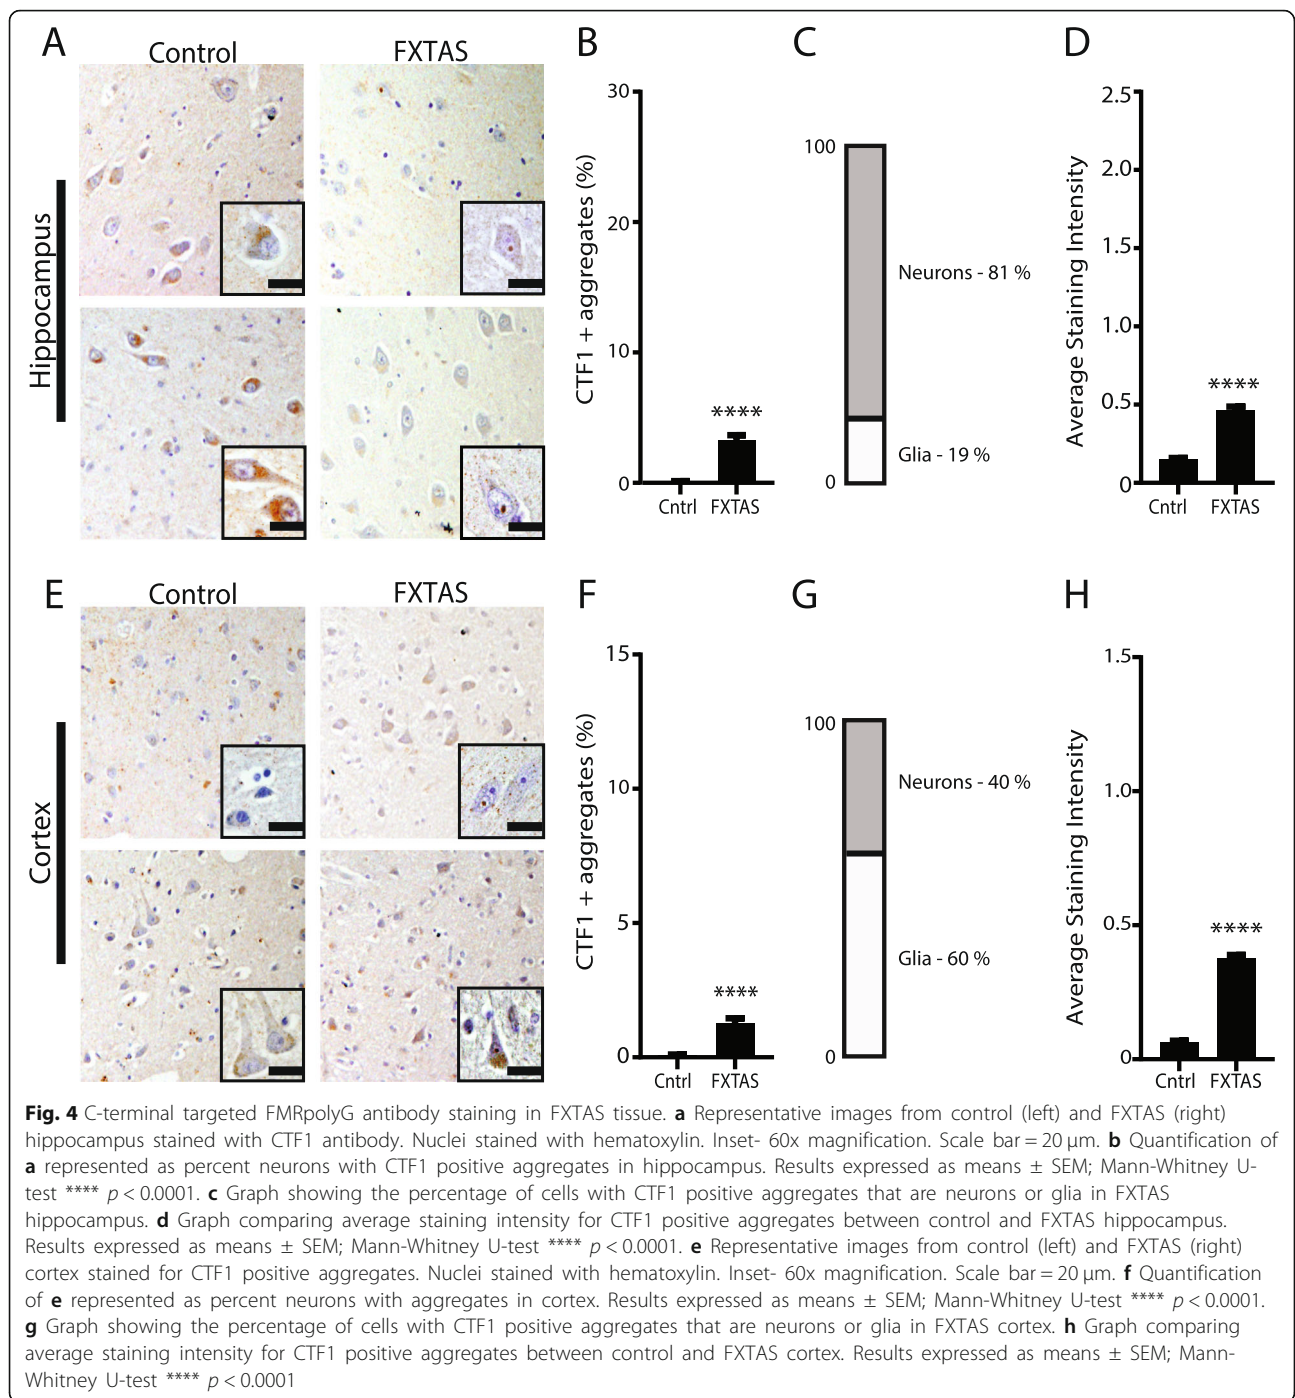 A
Control
FXTAS
Hippocampus
B
CTF1 + aggregates (%)
30
20
10
0
Cntrl
FXTAS
****
C
100
0
Neurons - 81 %
Glia - 19 %
D
Average Staining Intensity
2.5
2.0
1.5
1.0
0.5
0
Cntrl
FXTAS
****
E
Control
FXTAS
Cortex
F
CTF1 + aggregates (%)
15
10
5
0
Cntrl
FXTAS
****
G
100
0
Neurons - 40 %
Glia - 60 %
H
Average Staining Intensity
1.5
1.0
0.5
0
Cntrl
FXTAS
****
Fig. 4 C-terminal targeted FMRpolyG antibody staining in FXTAS tissue. a Representative images from control (left) and FXTAS (right)
hippocampus stained with CTF1 antibody. Nuclei stained with hematoxylin. Inset- 60x magnification. Scale bar = 20 μm. b Quantification of
a represented as percent neurons with CTF1 positive aggregates in hippocampus. Results expressed as means ± SEM; Mann-Whitney U-
test **** p < 0.0001. c Graph showing the percentage of cells with CTF1 positive aggregates that are neurons or glia in FXTAS
hippocampus. d Graph comparing average staining intensity for CTF1 positive aggregates between control and FXTAS hippocampus.
Results expressed as means ± SEM; Mann-Whitney U-test **** p < 0.0001. e Representative images from control (left) and FXTAS (right)
cortex stained for CTF1 positive aggregates. Nuclei stained with hematoxylin. Inset- 60x magnification. Scale bar = 20 μm. f Quantification
of e represented as percent neurons with aggregates in cortex. Results expressed as means ± SEM; Mann-Whitney U-test **** p < 0.0001.
g Graph showing the percentage of cells with CTF1 positive aggregates that are neurons or glia in FXTAS cortex. h Graph comparing
average staining intensity for CTF1 positive aggregates between control and FXTAS cortex. Results expressed as means ± SEM; Mann-
Whitney U-test **** p < 0.0001